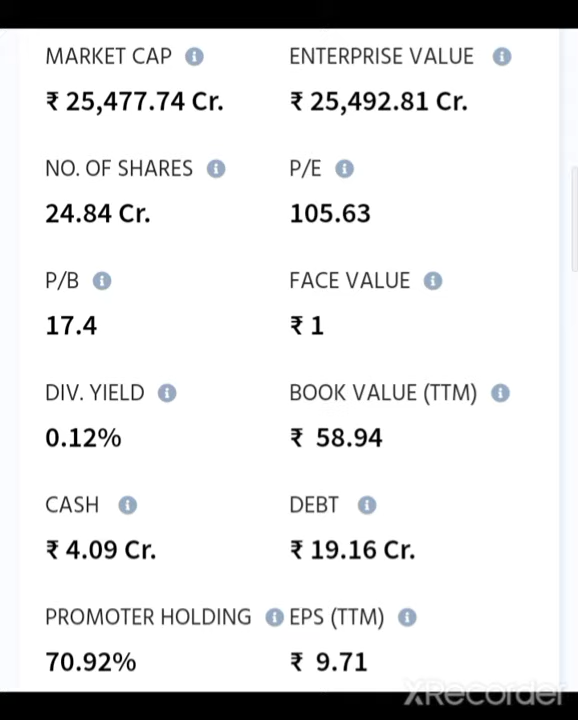 MARKET CAP ENTERPRISE VALUE
₹ 25,477.74 Cr. ₹ 25,492.81 Cr.
NO. OF SHARES P/E
24.84 Cr. 105.63
P/B FACE VALUE
17.4 ₹ 1
DIV. YIELD BOOK VALUE (TTM)
0.12% ₹ 58.94
CASH DEBT
₹ 4.09 Cr. ₹ 19.16 Cr.
PROMOTER HOLDING EPS (TTM)
70.92% ₹ 9.71
XRecorder